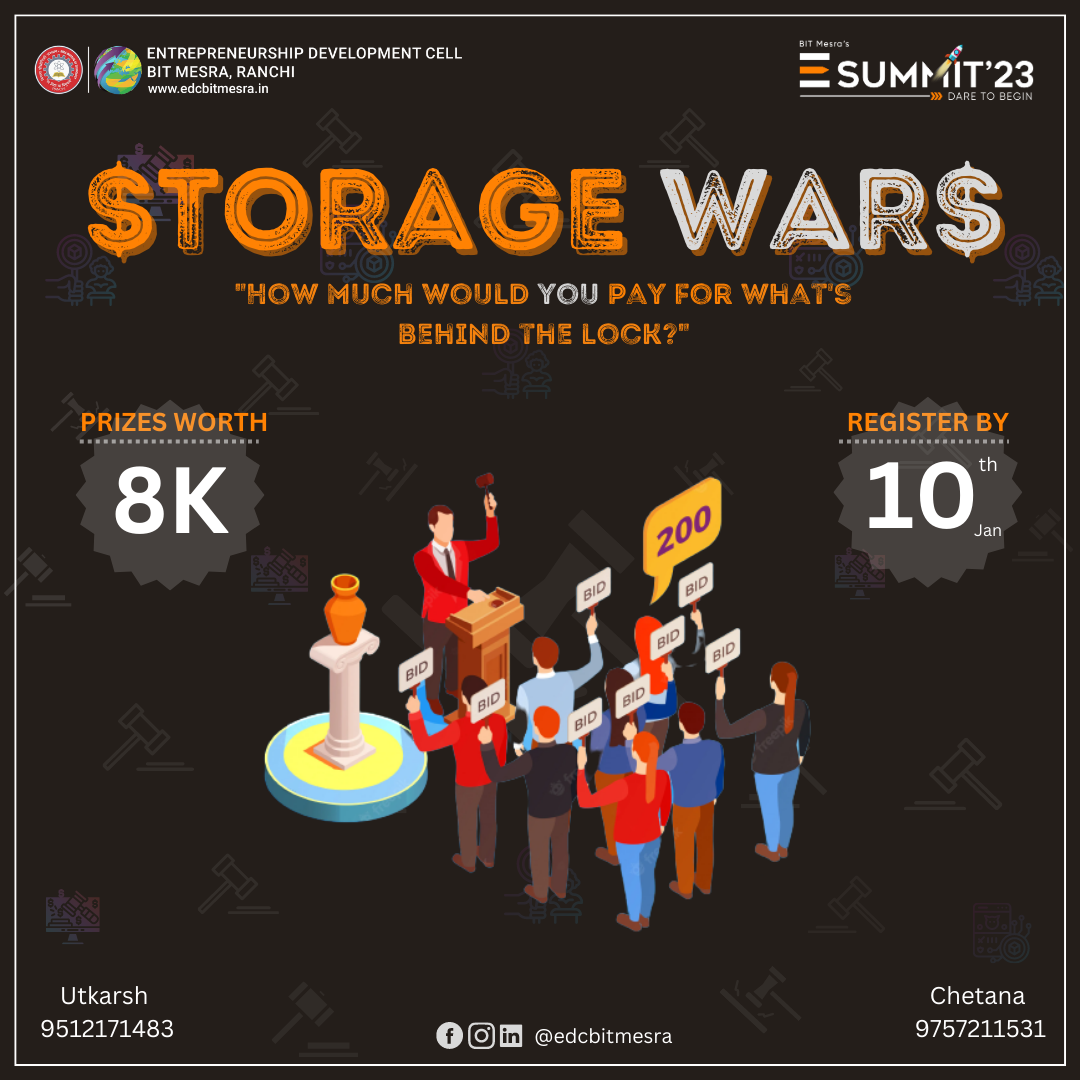 ENTREPRENEURSHIP DEVELOPMENT CELL
BIT MESRA, RANCHI
www.edcbitmesra.in
BIT Mesra's
E SUMMIT'23
DARE TO BEGIN
$TORAGE WAR$
"HOW MUCH WOULD YOU PAY FOR WHAT'S
BEHIND THE LOCK?"
PRIZES WORTH
8K
REGISTER BY
10th
Jan
200
BID
BID
BID
BID
BID
BID
BID
BID
Utkarsh
9512171483
@edcbitmesra
Chetana
9757211531